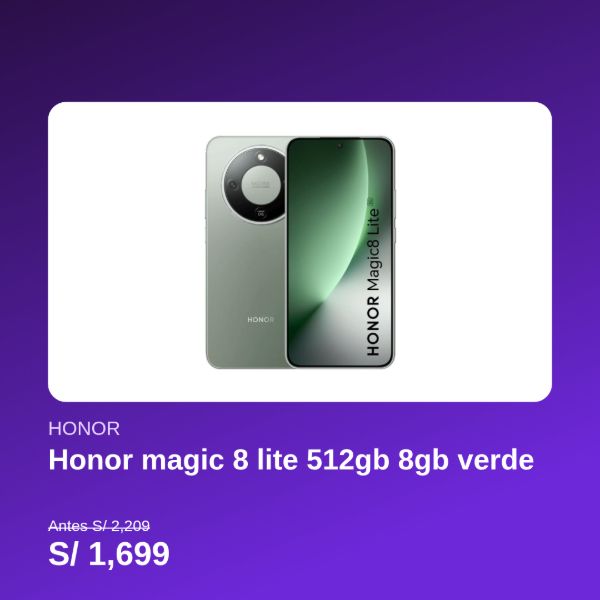 HONOR
HONOR Magic8 Lite
HONOR
Honor magic 8 lite 512gb 8gb verde
Antes S/ 2,209
S/ 1,699